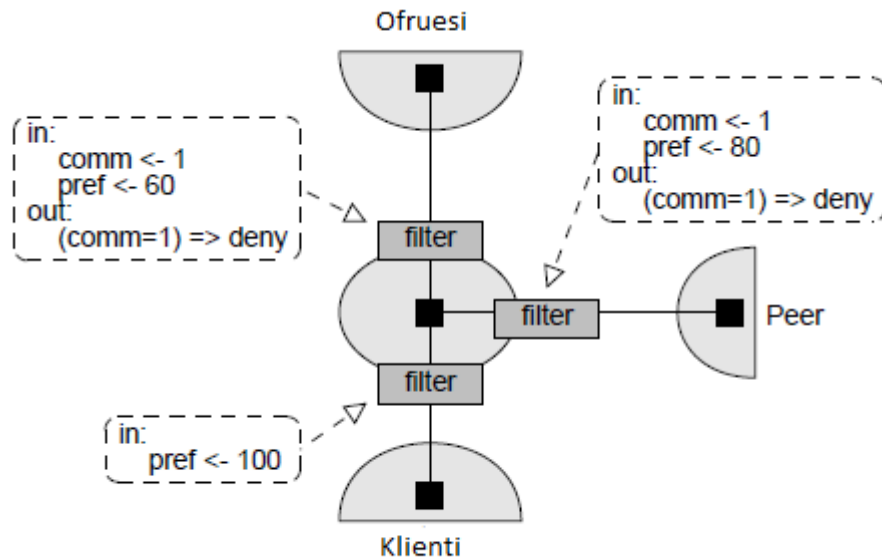 Ofruesi
in:
comm <- 1
pref <- 60
out:
(comm=1) => deny
in:
comm <- 1
pref <- 80
out:
(comm=1) => deny
filter
filter
Peer
filter
in:
pref <- 100
Klienti